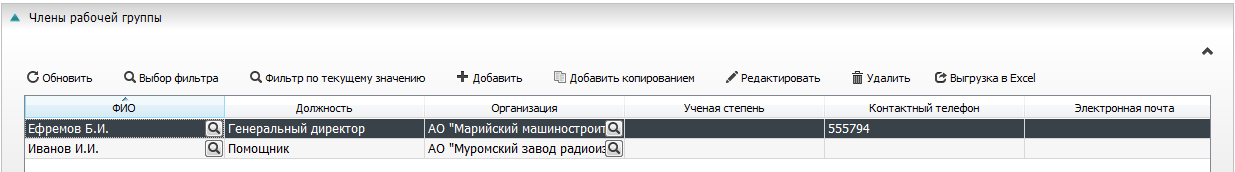 Члены рабочей группы
Обновить Выбор фильтра Фильтр по текущему значению Добавить Добавить копированием Редактировать Удалить Выгрузка в Excel
ФИО Должность Организация Ученая степень Контактный телефон Электронная почта
Ефремов Б.И. Генеральный директор АО "Марийский машиностроит 555794
Иванов И.И. Помощник АО "Муромский завод радиоиз